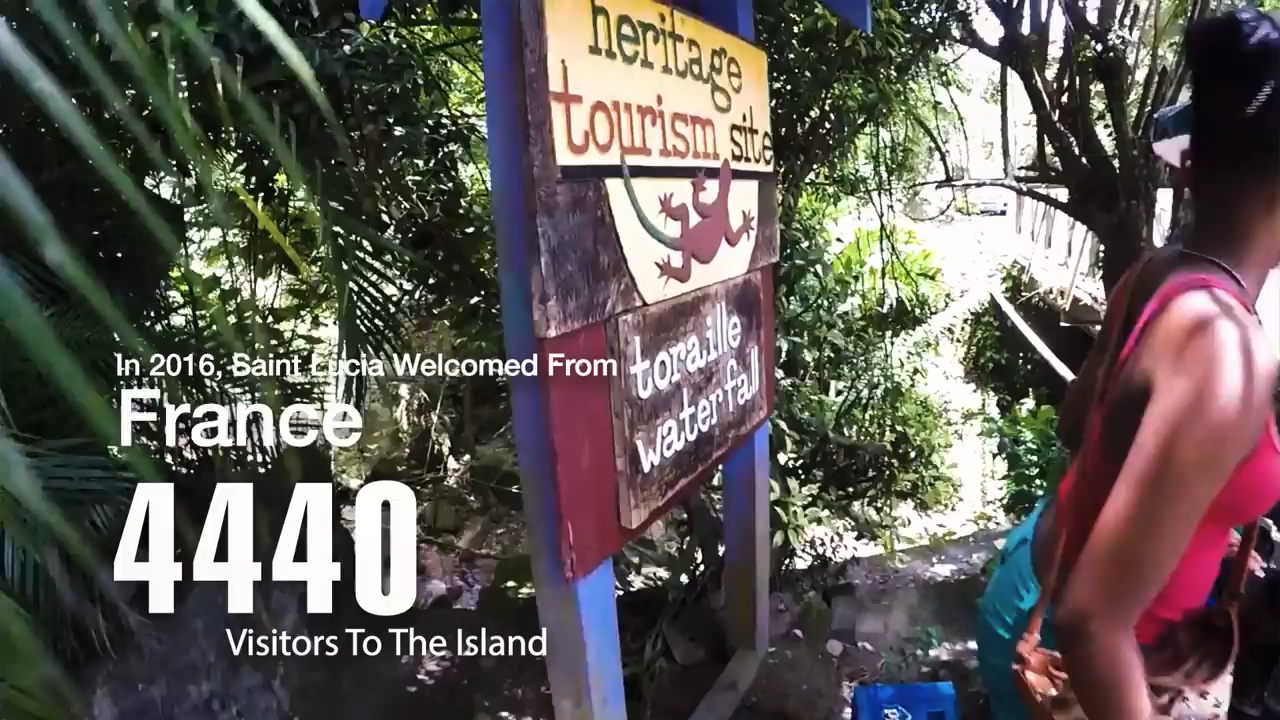 heritage
tourism site
toraille
waterfall
In 2016, Saint Lucia Welcomed From
France
4440
Visitors To The Island